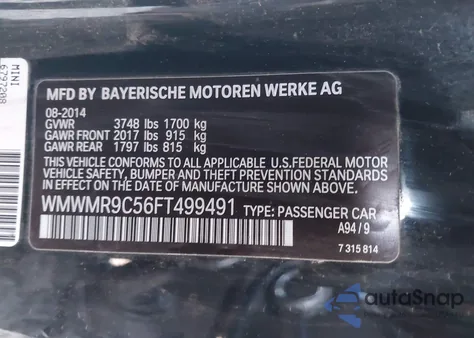 MFD BY BAYERISCHE MOTOREN WERKE AG
08-2014
GVWR 3748 lbs 1700 kg
GAWR FRONT 2017 lbs 915 kg
GAWR REAR 1797 lbs 815 kg
THIS VEHICLE CONFORMS TO ALL APPLICABLE U.S.FEDERAL MOTOR
VEHICLE SAFETY, BUMPER, AND THEFT PREVENTION STANDARDS
IN EFFECT ON THE DATE OF MANUFACTURE SHOWN ABOVE.
WMWMR9C56FT499491 TYPE: PASSENGER CAR
A94 / 9
7 315 814
MINI
6797208
autoSnap
www.autosnap.com